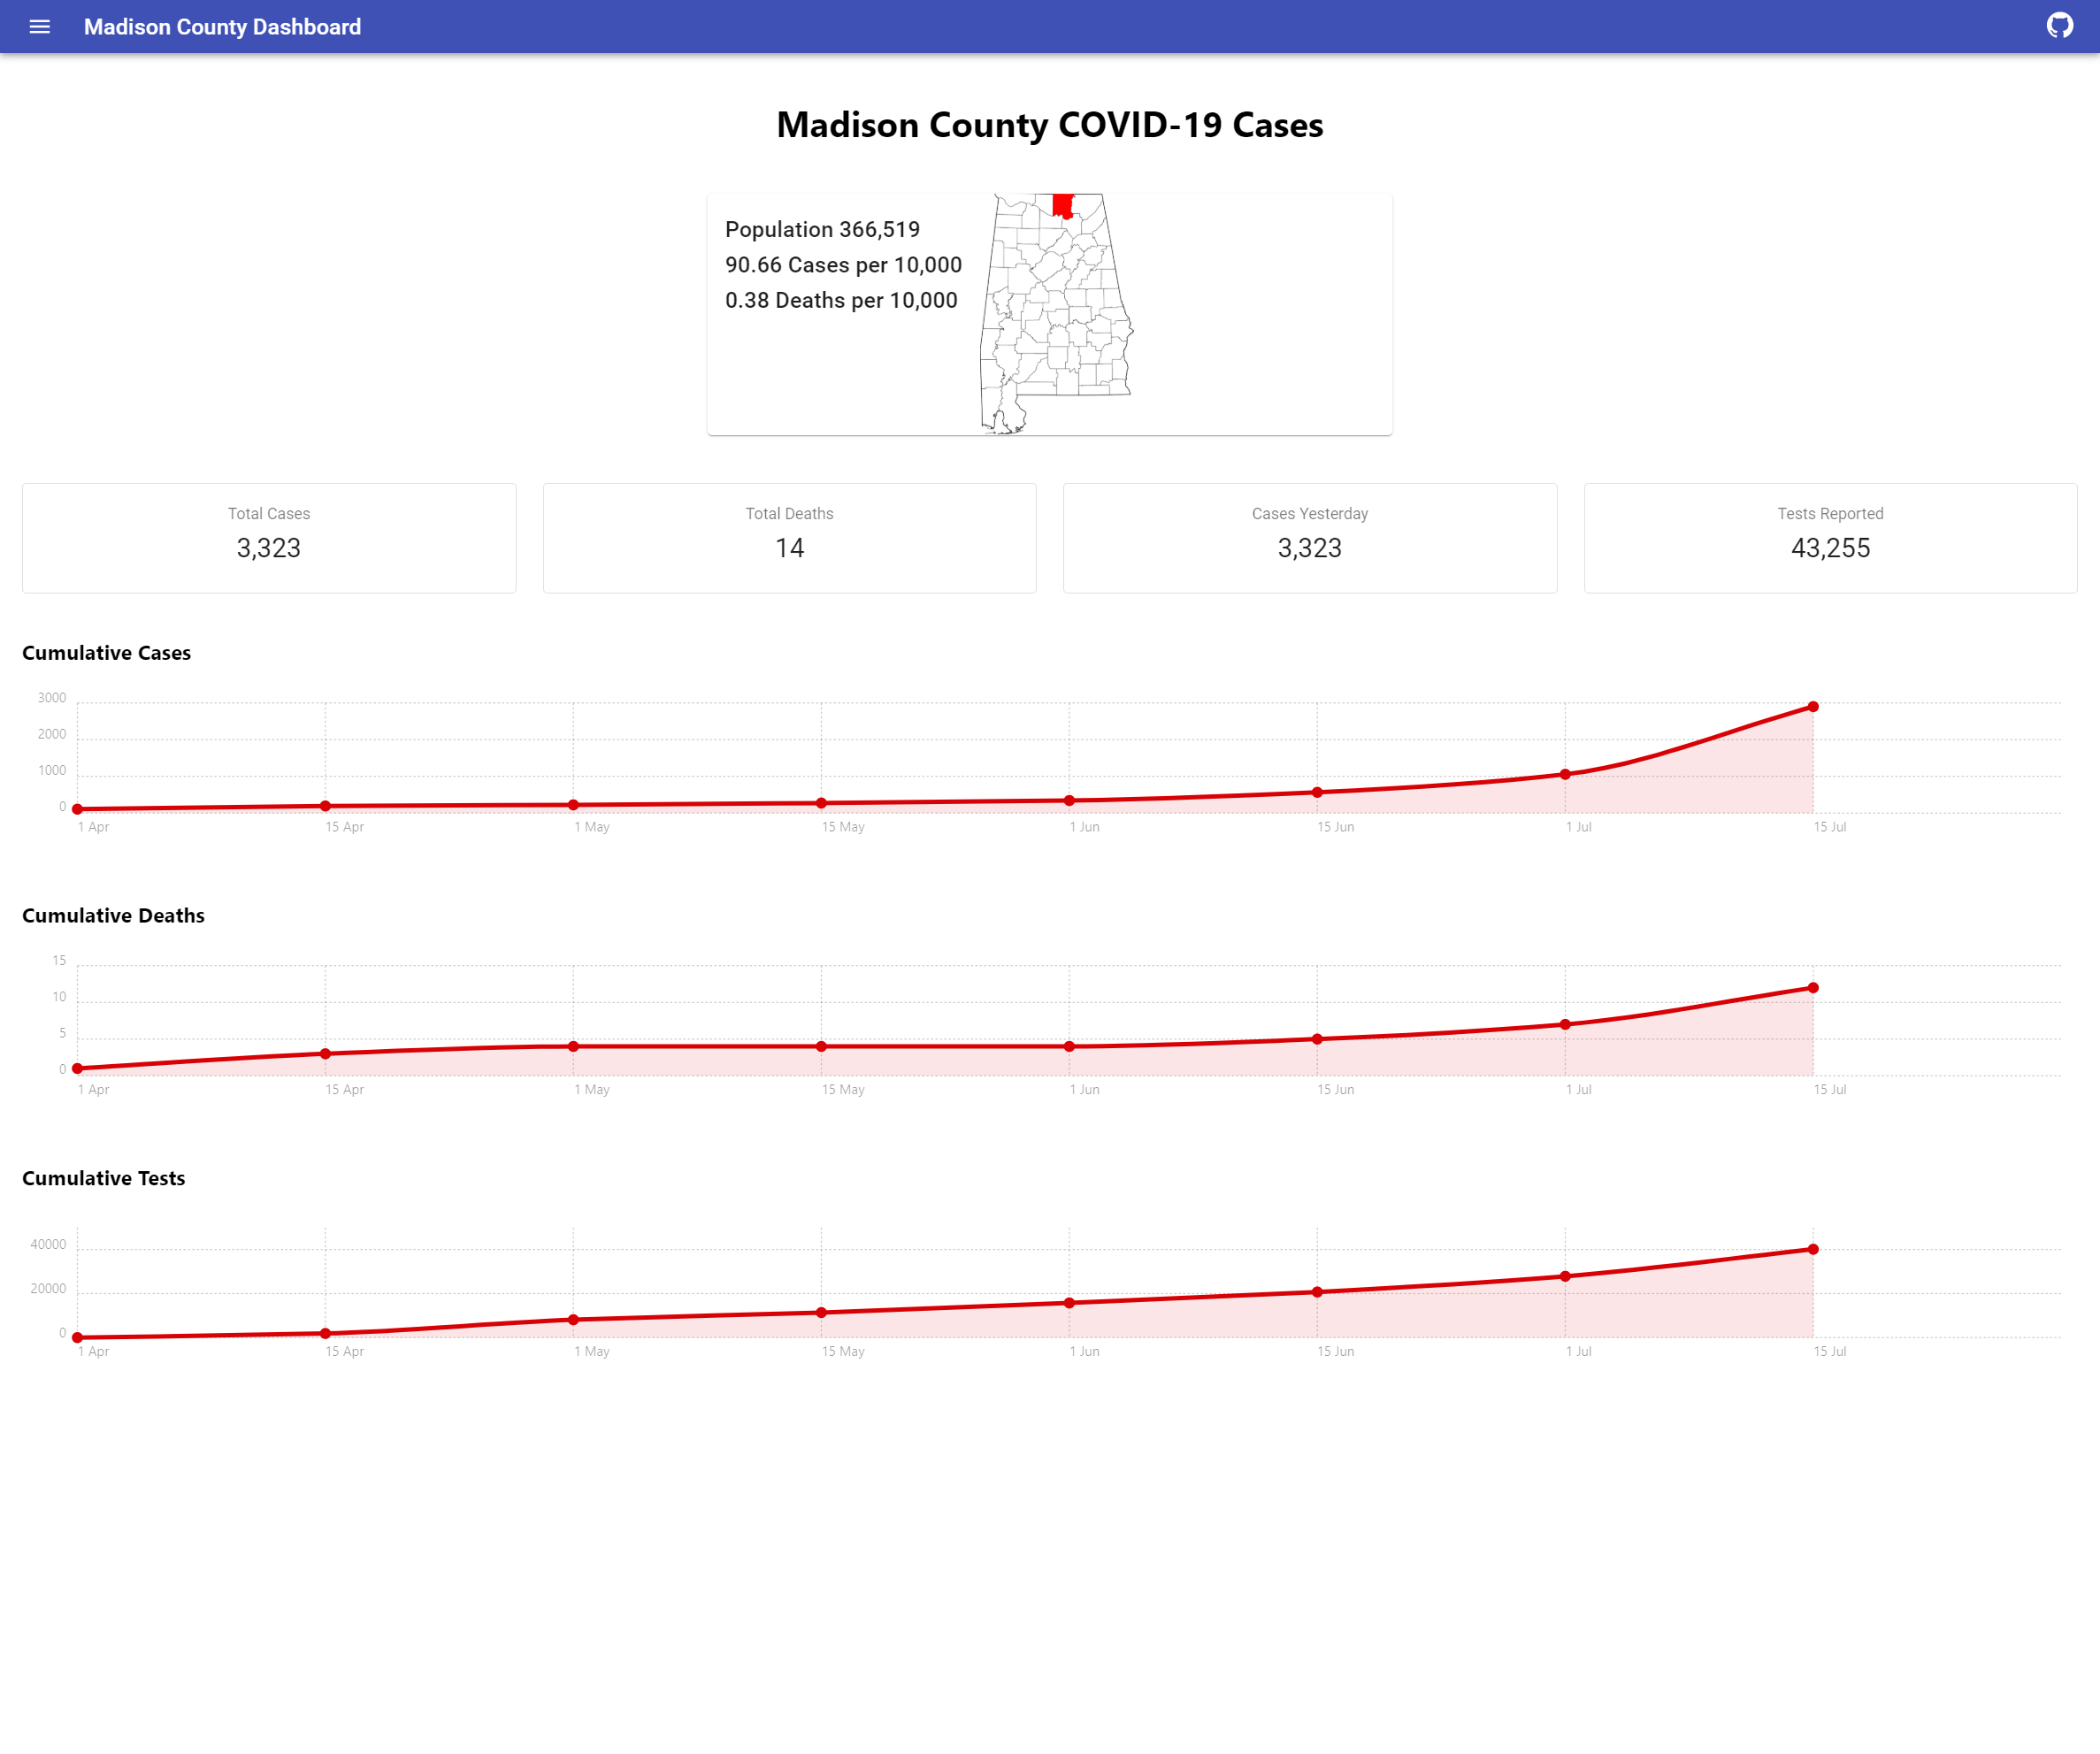 Madison County Dashboard
Madison County COVID-19 Cases
Population 366,519
90.66 Cases per 10,000
0.38 Deaths per 10,000
Total Cases
3,323
Total Deaths
14
Cases Yesterday
3,323
Tests Reported
43,255
Cumulative Cases
3000
2000
1000
0
1 Apr 15 Apr 1 May 15 May 1 Jun 15 Jun 1 Jul 15 Jul
Cumulative Deaths
15
10
5
0
1 Apr 15 Apr 1 May 15 May 1 Jun 15 Jun 1 Jul 15 Jul
Cumulative Tests
40000
20000
0
1 Apr 15 Apr 1 May 15 May 1 Jun 15 Jun 1 Jul 15 Jul